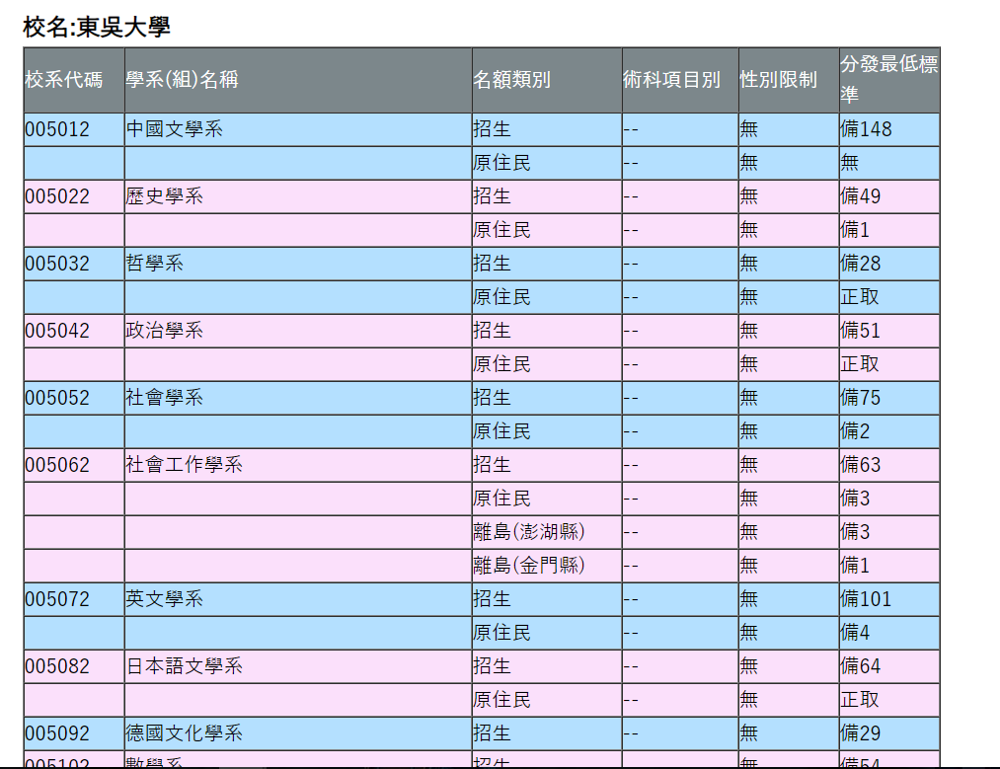 校名:東吳大學
校系代碼 學系(組)名稱 名額類別 術科項目別 性別限制 分發最低標準
005012 中國文學系 招生 -- 無 備148
原住民 -- 無 無
005022 歷史學系 招生 -- 無 備49
原住民 -- 無 備1
005032 哲學系 招生 -- 無 備28
原住民 -- 無 正取
005042 政治學系 招生 -- 無 備51
原住民 -- 無 正取
005052 社會學系 招生 -- 無 備75
原住民 -- 無 備2
005062 社會工作學系 招生 -- 無 備63
原住民 -- 無 備3
離島(澎湖縣) -- 無 備3
離島(金門縣) -- 無 備1
005072 英文學系 招生 -- 無 備101
原住民 -- 無 備4
005082 日本語文學系 招生 -- 無 備64
原住民 -- 無 正取
005092 德國文化學系 招生 -- 無 備29
005102 數學系 招生 -- 無 備54